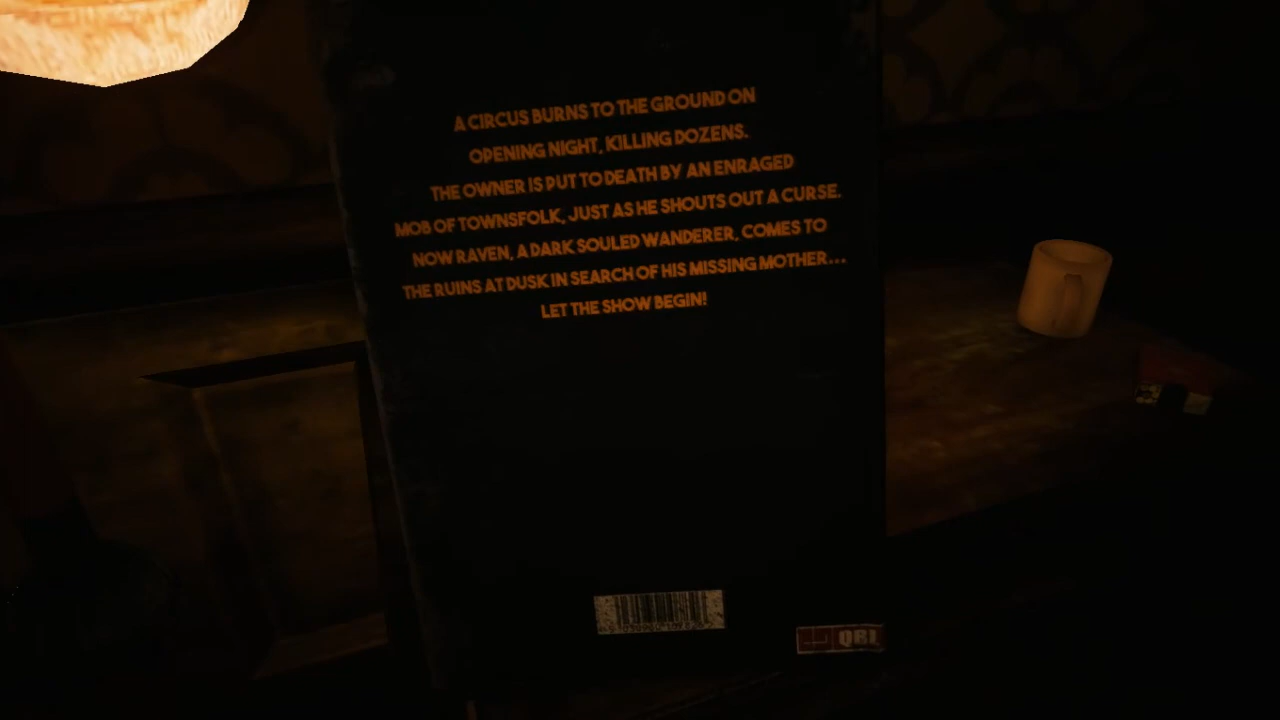 A CIRCUS BURNS TO THE GROUND ON
OPENING NIGHT, KILLING DOZENS.
THE OWNER IS PUT TO DEATH BY AN ENRAGED
MOB OF TOWNSFOLK, JUST AS HE SHOUTS OUT A CURSE.
NOW RAVEN, A DARK SOULED WANDERER, COMES TO
THE RUINS AT DUSK IN SEARCH OF HIS MISSING MOTHER...
LET THE SHOW BEGIN!